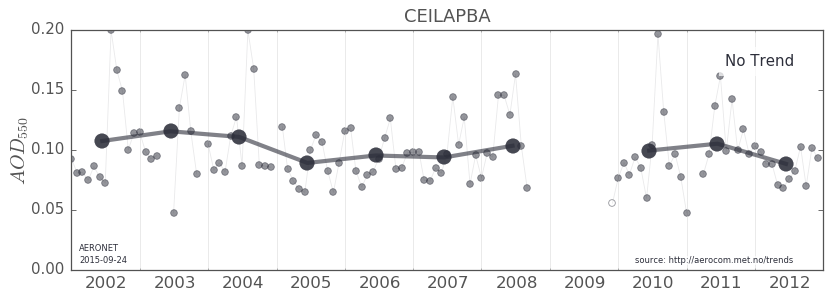 CEILAPBA
0.20
No Trend
0.15
AOD550
0.10
0.05
AERONET
2015-09-24
source: http://aerocom.met.no/trends
0.00
2002 2003 2004 2005 2006 2007 2008 2009 2010 2011 2012